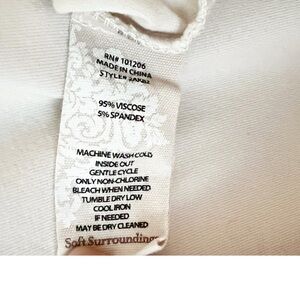 RN# 101206
MADE IN CHINA
STYLE#
95% VISCOSE
5% SPANDEX
MACHINE WASH COLD
INSIDE OUT
GENTLE CYCLE
ONLY NON-CHLORINE
BLEACH WHEN NEEDED
TUMBLE DRY LOW
COOL IRON
IF NEEDED
MAY BE DRY CLEANED
Soft Surroundings